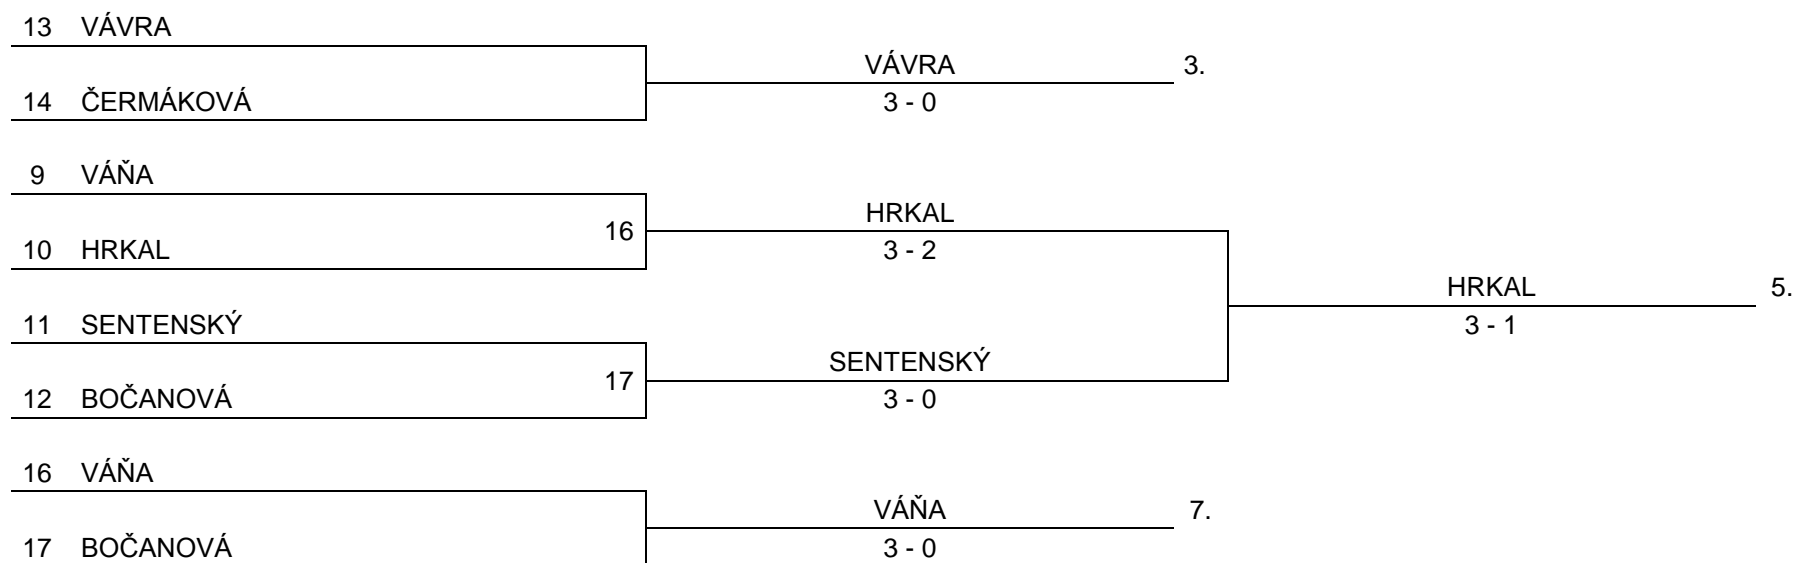 13 VÁVRA
VÁVRA 3.
14 ČERMÁKOVÁ 3 - 0
9 VÁŇA
HRKAL
16
10 HRKAL 3 - 2
HRKAL 5.
11 SENTENSKÝ 3 - 1
SENTENSKÝ
17
12 BOČANOVÁ 3 - 0
16 VÁŇA
VÁŇA 7.
17 BOČANOVÁ 3 - 0